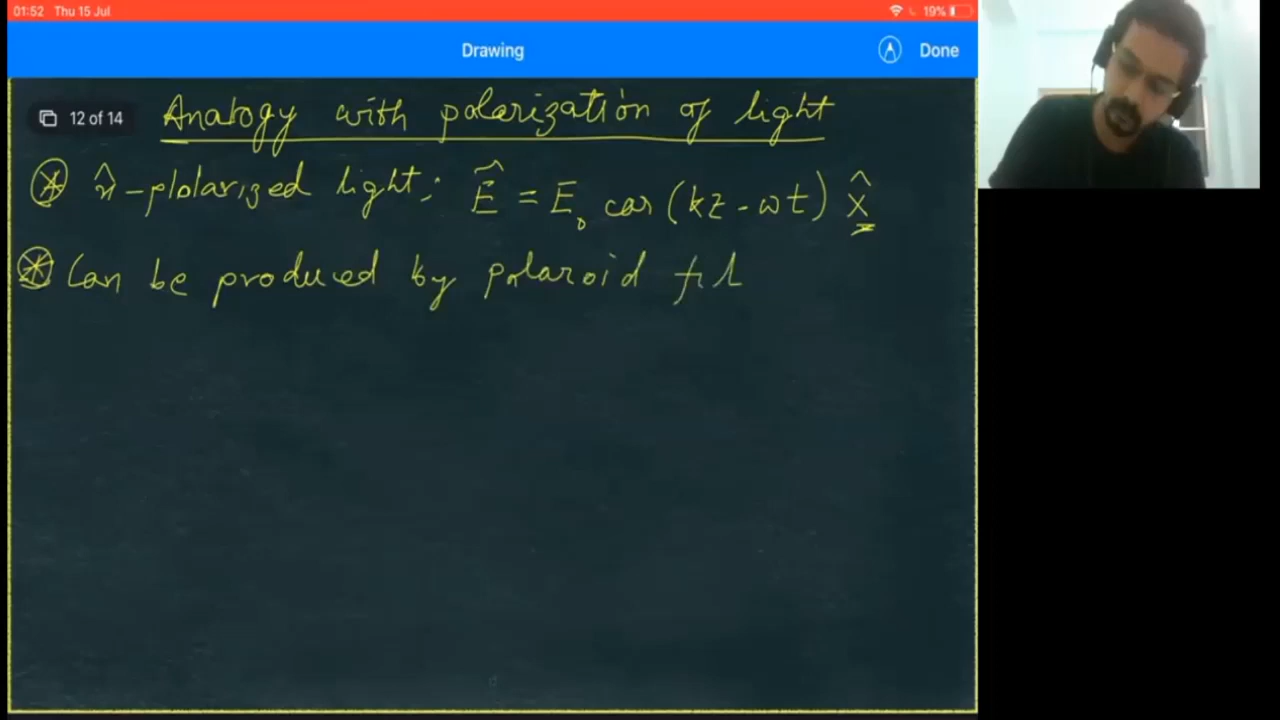 01:52 Thu 15 Jul 19%
Drawing Done
12 of 14 Analogy with polarization of light
x̂-plolarized light: Ê = E₀ cos (kz - ωt) x̂
Can be produced by polaroid fil